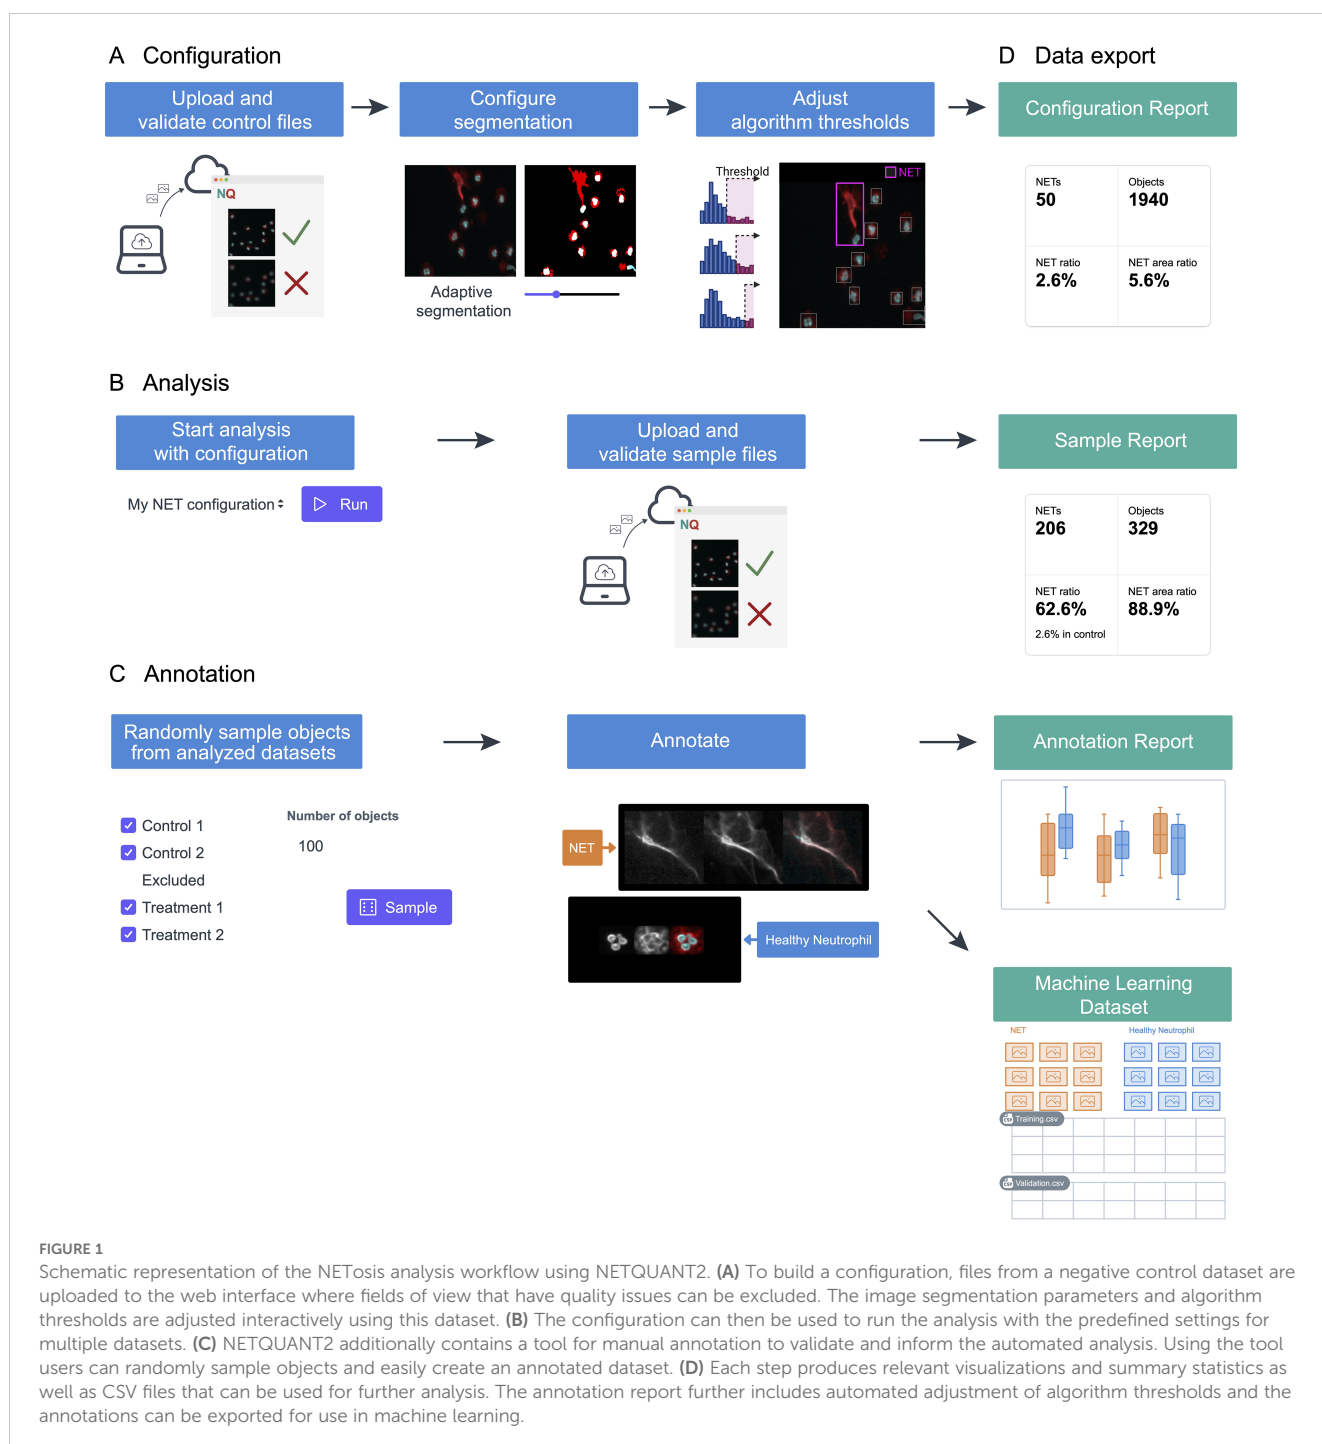 A Configuration
D Data export
Upload and
validate control files
Configure
segmentation
Adjust
algorithm thresholds
Configuration Report
NQ
Adaptive
segmentation
Threshold
NET
NETs
50
Objects
1940
NET ratio
2.6%
NET area ratio
5.6%
B Analysis
Start analysis
with configuration
Upload and
validate sample files
Sample Report
My NET configuration
Run
NQ
NETs
206
Objects
329
NET ratio
62.6%
2.6% in control
NET area ratio
88.9%
C Annotation
Randomly sample objects
from analyzed datasets
Annotate
Annotation Report
Control 1
Control 2
Excluded
Treatment 1
Treatment 2
Number of objects
100
Sample
NET
Healthy Neutrophil
Machine Learning
Dataset
NET
Healthy Neutrophil
Training.csv
Validation.csv
FIGURE 1
Schematic representation of the NETosis analysis workflow using NETQUANT2. (A) To build a configuration, files from a negative control dataset are
uploaded to the web interface where fields of view that have quality issues can be excluded. The image segmentation parameters and algorithm
thresholds are adjusted interactively using this dataset. (B) The configuration can then be used to run the analysis with the predefined settings for
multiple datasets. (C) NETQUANT2 additionally contains a tool for manual annotation to validate and inform the automated analysis. Using the tool
users can randomly sample objects and easily create an annotated dataset. (D) Each step produces relevant visualizations and summary statistics as
well as CSV files that can be used for further analysis. The annotation report further includes automated adjustment of algorithm thresholds and the
annotations can be exported for use in machine learning.